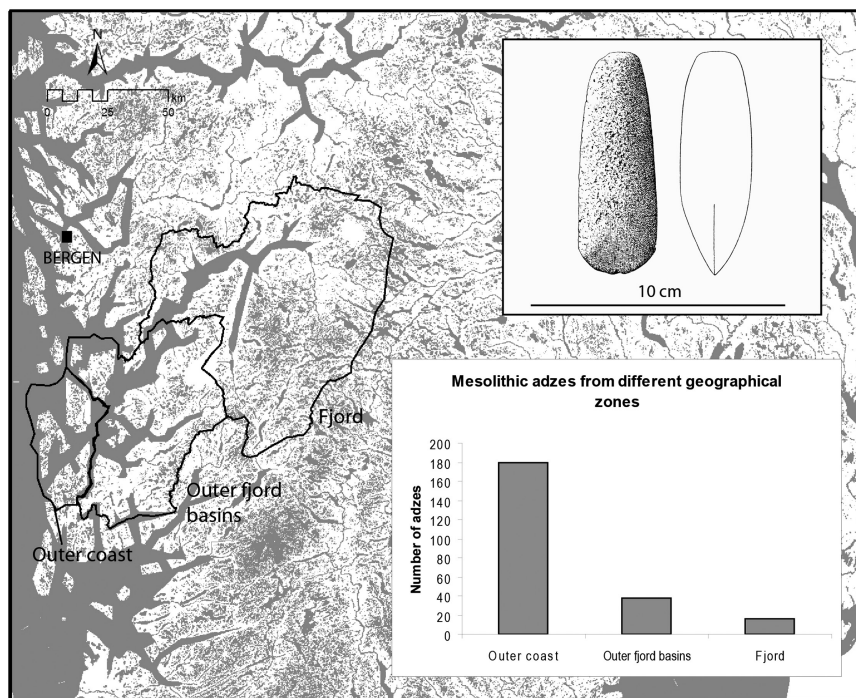 N
km
0 25 50
BERGEN
10 cm
Fjord
Outer fjord
basins
Outer coast
Mesolithic adzes from different geographical
zones
Number of adzes
200
180
160
140
120
100
80
60
40
20
0
Outer coast Outer fjord basins Fjord